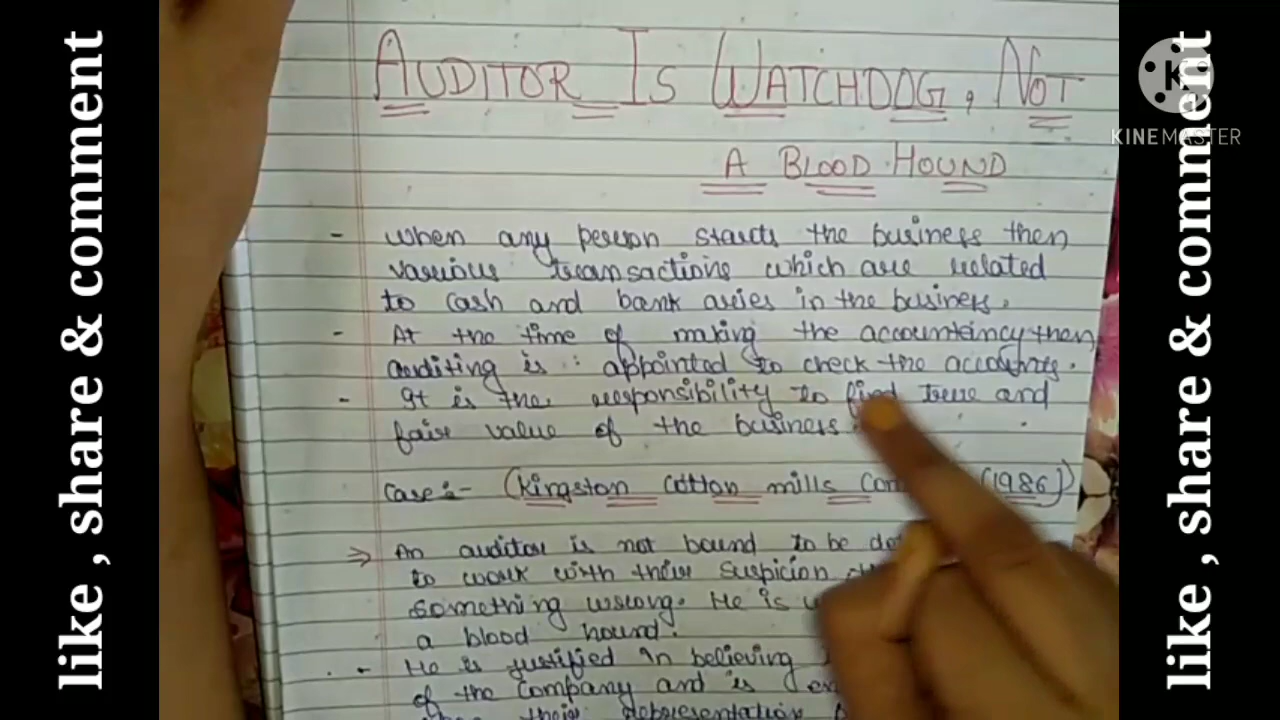 AUDITOR IS WATCHDOG, NOT
A BLOOD HOUND
- When any person starts the business then
various transactions which are related
to cash and bank aries in the business.
- At the time of making the accountancy then
auditing is appointed to check the accounts.
- It is the responsibility to find true and
fair value of the business.
Case:- (Kingston Cotton mills (1986)
⇒ An auditor is not bound to be
to work with their suspicion
something wrong. He is
a blood hound.
- He is justified in believing
of the company and is
their representation
like , share & comment
like , share & comment
K
KINEMASTER